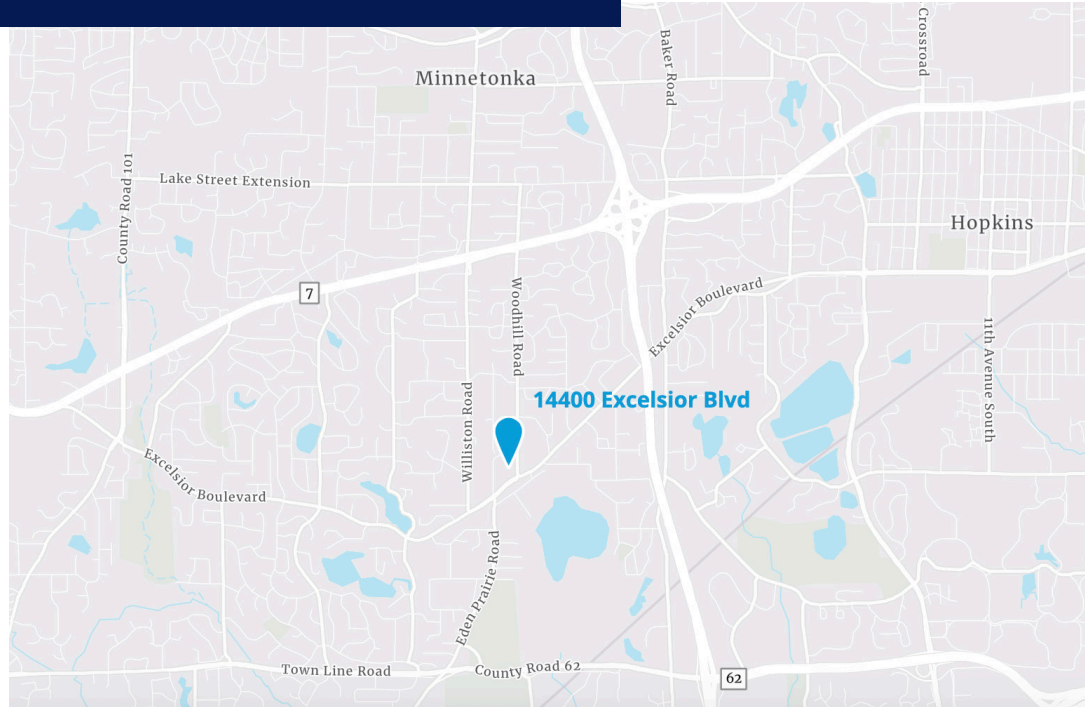 Crossroad
Baker Road
Minnetonka
County Road 101
Lake Street Extension
Hopkins
7
Woodhill Road
Excelsior Boulevard
11th Avenue South
Williston Road
14400 Excelsior Blvd
Excelsior Boulevard
Eden Prairie Road
Town Line Road
County Road 62
62